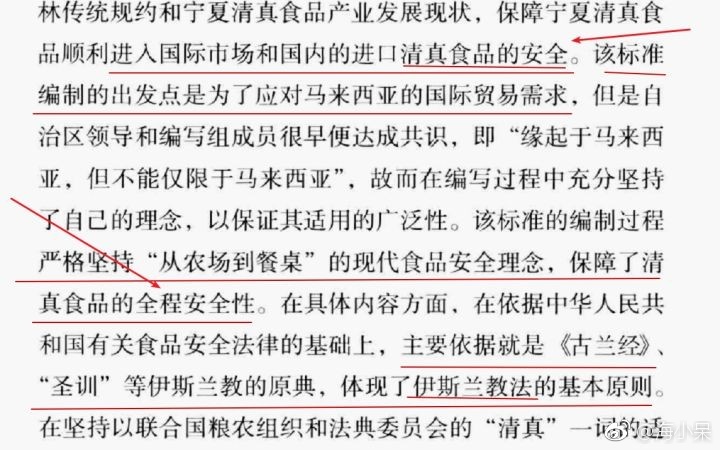 林传统规约和宁夏清真食品产业发展现状，保障宁夏清真食
品顺利进入国际市场和国内的进口清真食品的安全。该标准
编制的出发点是为了应对马来西亚的国际贸易需求，但是自
治区领导和编写组成员很早便达成共识，即“缘起于马来西
亚，但不能仅限于马来西亚”，故而在编写过程中充分坚持
了自己的理念，以保证其适用的广泛性。该标准的编制过程
严格坚持“从农场到餐桌”的现代食品安全理念，保障了清
真食品的全程安全性。在具体内容方面，在依据中华人民共
和国有关食品安全法律的基础上，主要依据就是《古兰经》、
“圣训”等伊斯兰教的原典，体现了伊斯兰教法的基本原则。
在坚持以联合国粮农组织和法典委员会的“清真”一词的适
@海小呆